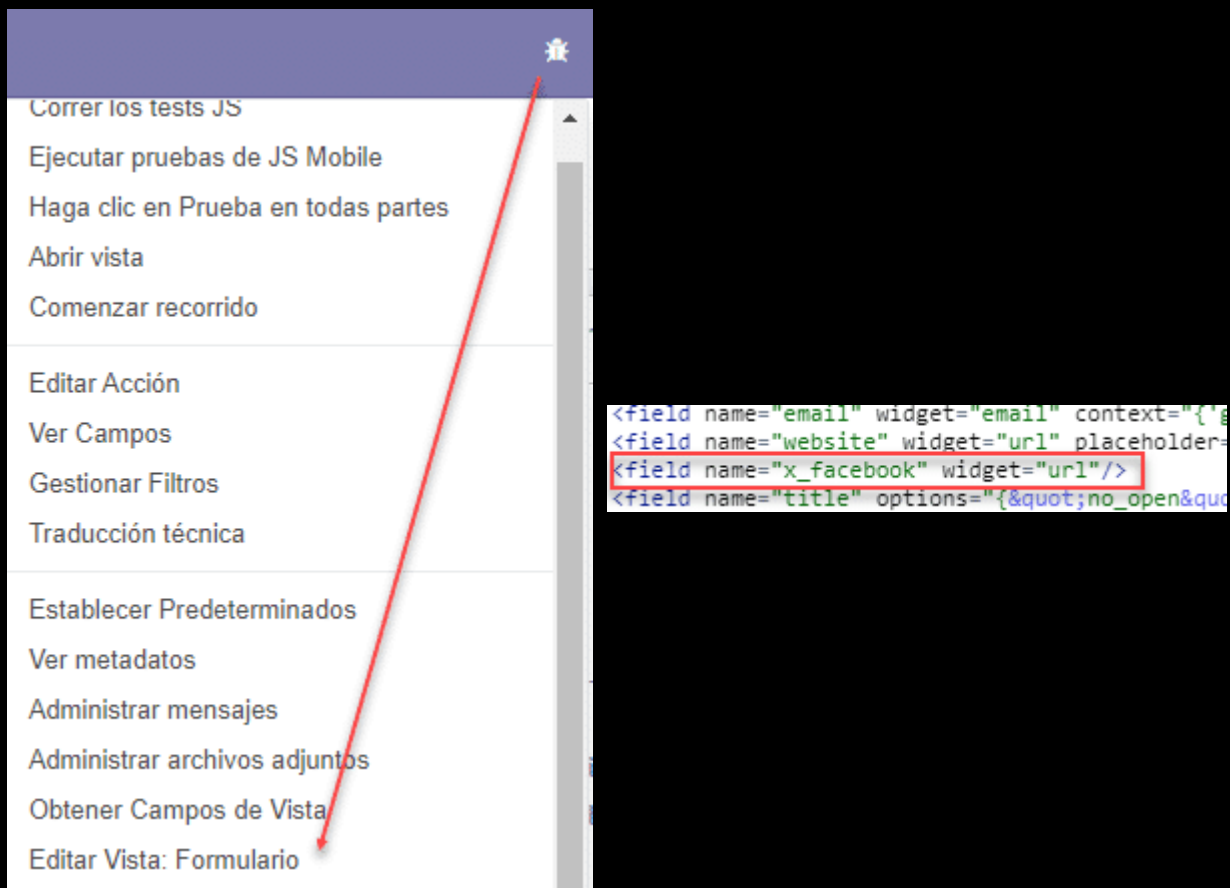 Correr los tests JS
Ejecutar pruebas de JS Mobile
Haga clic en Prueba en todas partes
Abrir vista
Comenzar recorrido
Editar Acción
Ver Campos
Gestionar Filtros
Traducción técnica
Establecer Predeterminados
Ver metadatos
Administrar mensajes
Administrar archivos adjuntos
Obtener Campos de Vista
Editar Vista: Formulario
<field name="email" widget="email" context="{'g
<field name="website" widget="url" placeholder=
<field name="x_facebook" widget="url"/>
<field name="title" options="{&quot;no_open&quo